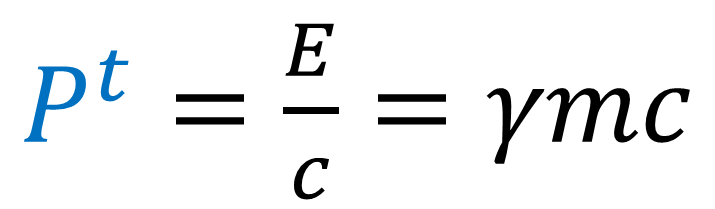 P^t = E/c = γmc